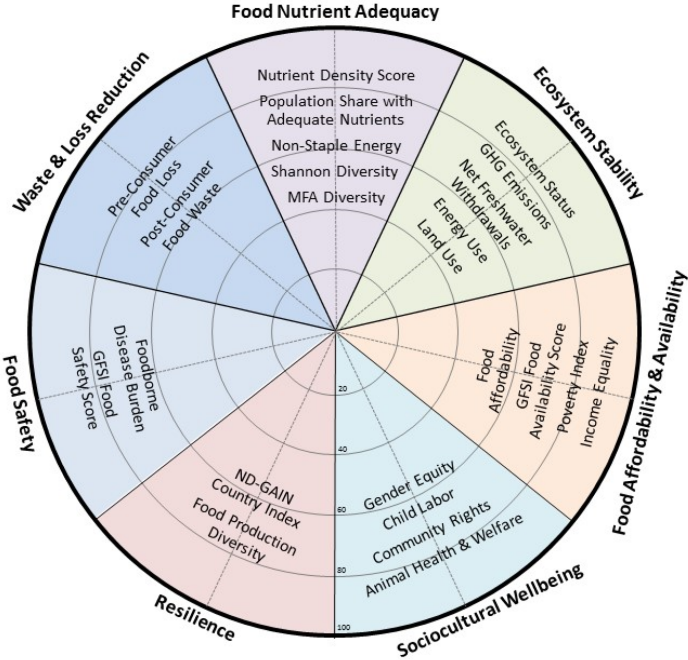 Food Nutrient Adequacy
Nutrient Density Score
Population Share with
Adequate Nutrients
Non-Staple Energy
Shannon Diversity
MFA Diversity
Ecosystem Stability
Ecosystem Status
GHG Emissions
Net Freshwater
Withdrawals
Energy Use
Land Use
Food Affordability & Availability
Food
Affordability
GFSI Food
Availability Score
Poverty Index
Income Equality
Sociocultural Wellbeing
Gender Equity
Child Labor
Community Rights
Animal Health & Welfare
Resilience
ND-GAIN
Country Index
Food Production
Diversity
Food Safety
Foodborne
Disease Burden
GFSI Food
Safety Score
Waste & Loss Reduction
Pre-Consumer
Food Loss
Post-Consumer
Food Waste
20
40
60
80
100